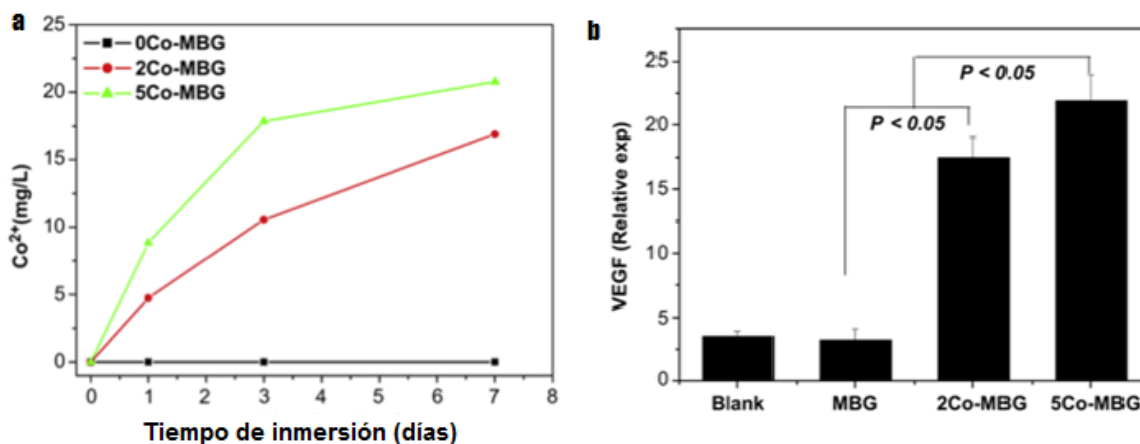 a
25
20
15
10
5
0
Co2+(mg/L)
0Co-MBG
2Co-MBG
5Co-MBG
0 1 2 3 4 5 6 7 8
Tiempo de inmersión (días)
b
25
20
15
10
5
0
VEGF (Relative exp)
P < 0.05
P < 0.05
Blank MBG 2Co-MBG 5Co-MBG